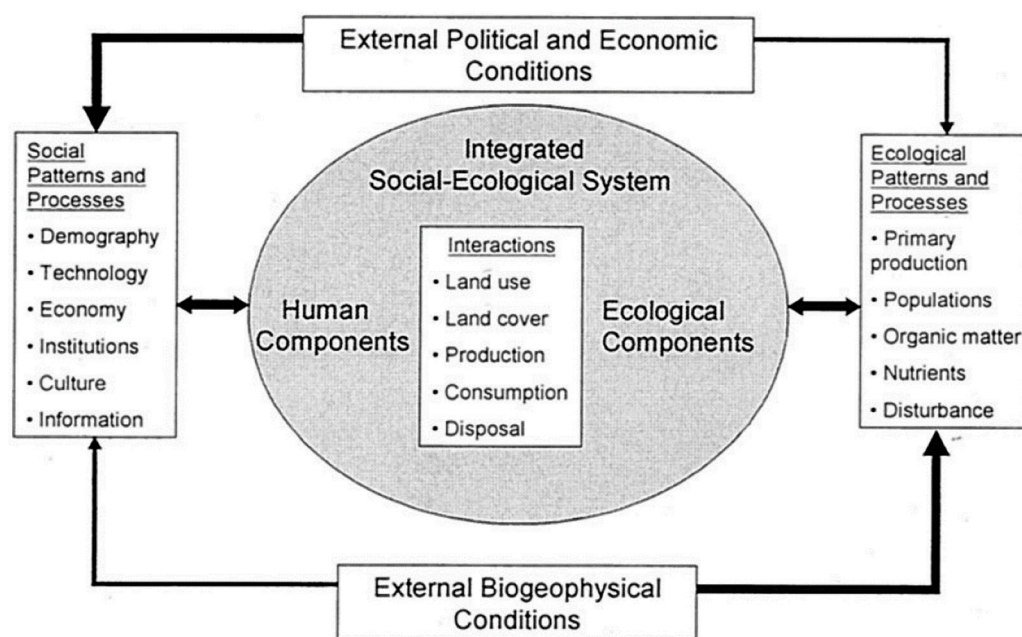 External Political and Economic
Conditions
Social
Patterns and
Processes
• Demography
• Technology
• Economy
• Institutions
• Culture
• Information
Integrated
Social-Ecological System
Human
Components
Interactions
• Land use
• Land cover
• Production
• Consumption
• Disposal
Ecological
Components
Ecological
Patterns and
Processes
• Primary
production
• Populations
• Organic matter
• Nutrients
• Disturbance
External Biogeophysical
Conditions